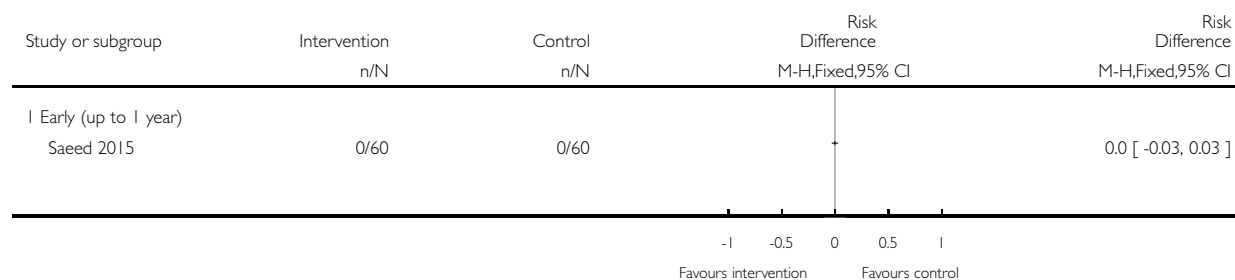 Risk Risk
Study or subgroup Intervention Control Difference Difference
n/N n/N M-H,Fixed,95% CI M-H,Fixed,95% CI
1 Early (up to 1 year)
Saeed 2015 0/60 0/60 0.0 [ -0.03, 0.03 ]
-1 -0.5 0 0.5 1
Favours intervention Favours control